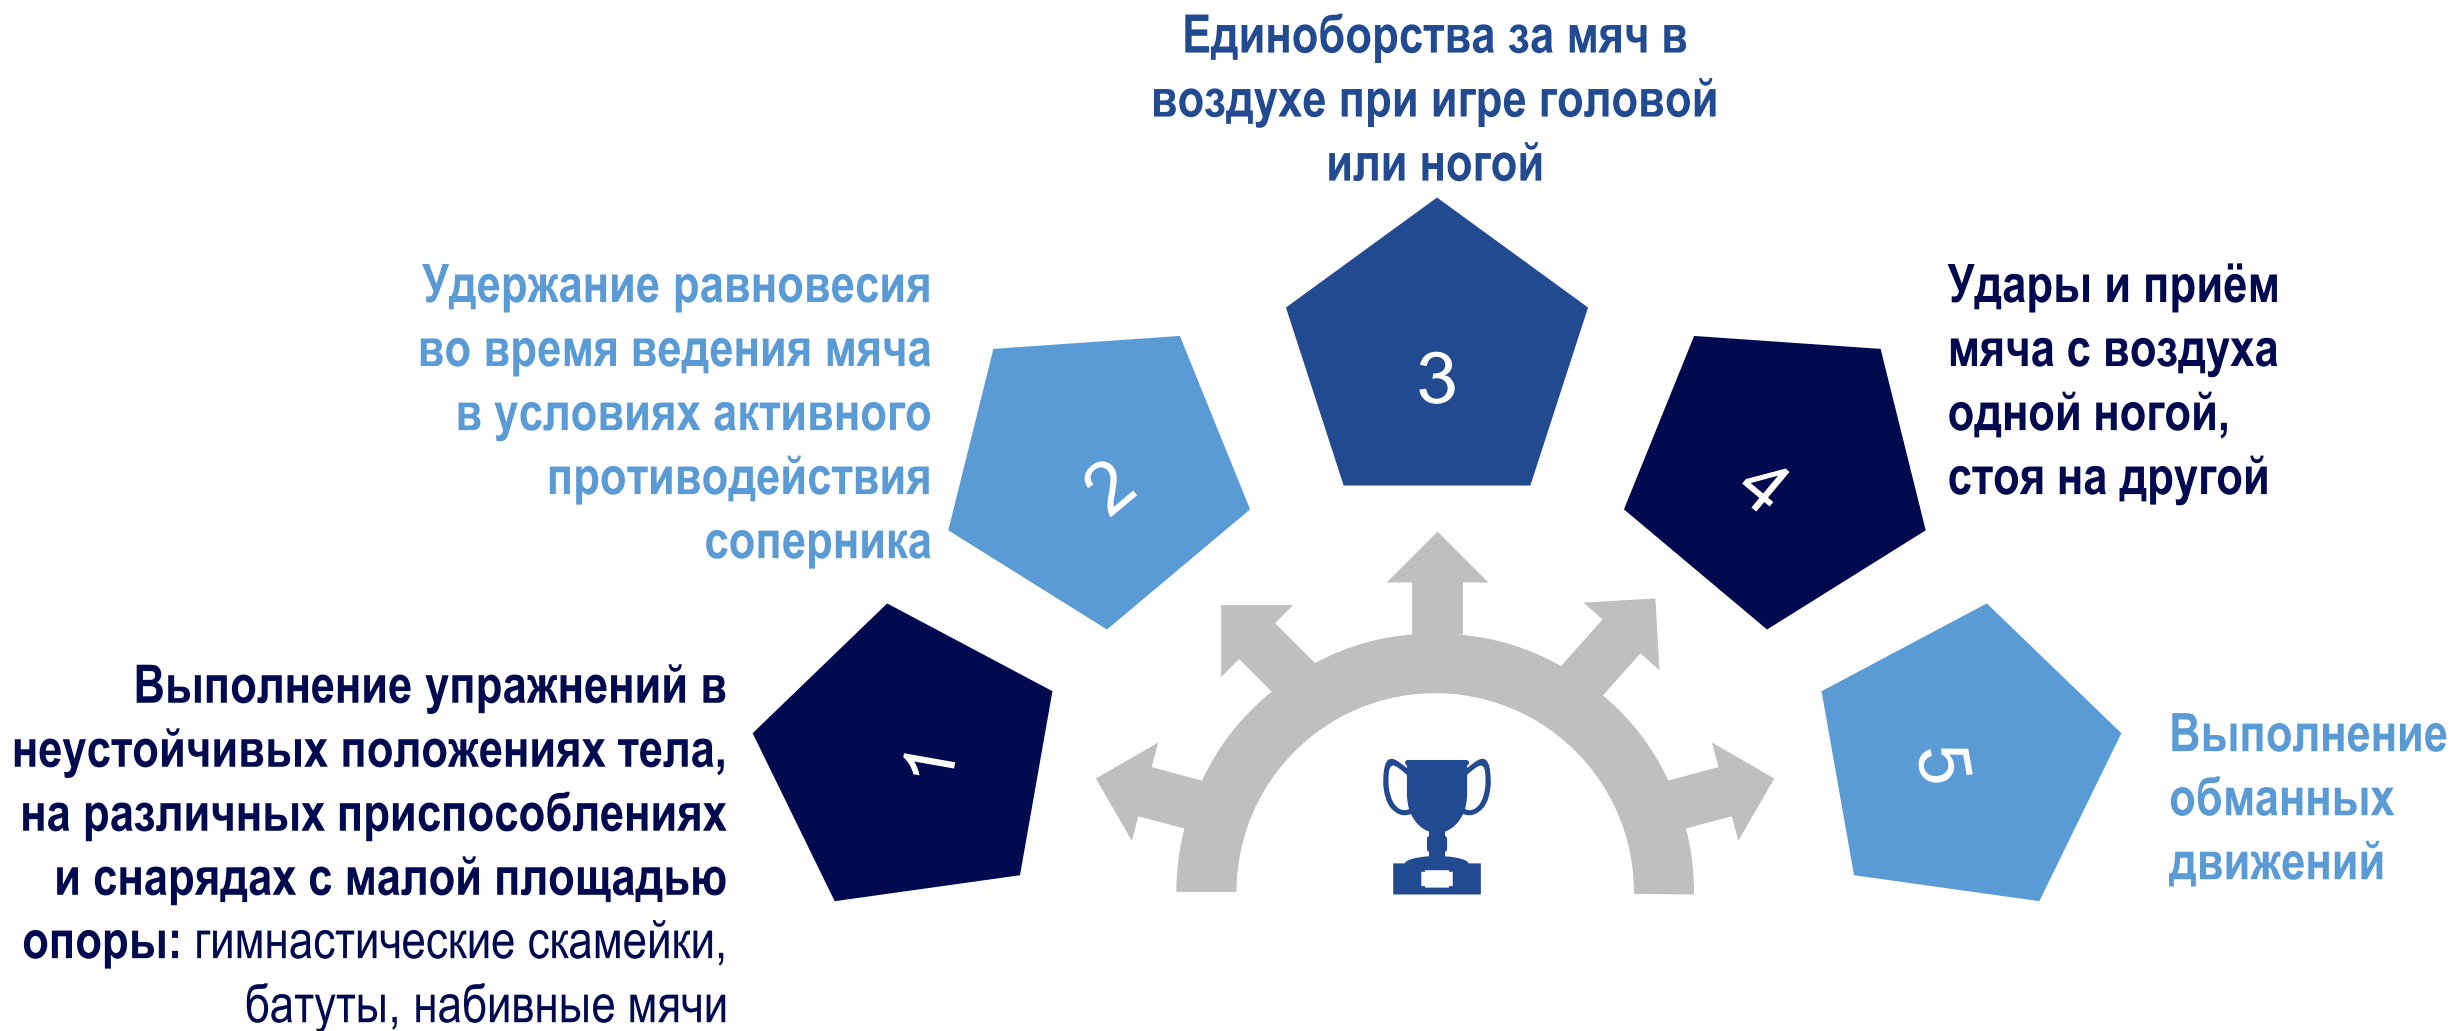 Единоборства за мяч в
воздухе при игре головой
или ногой
3
Удержание равновесия
во время ведения мяча
в условиях активного
противодействия
соперника
2
Удары и приём
мяча с воздуха
одной ногой,
стоя на другой
4
Выполнение упражнений в
неустойчивых положениях тела,
на различных приспособлениях
и снарядах с малой площадью
опоры: гимнастические скамейки,
батуты, набивные мячи
1
5
Выполнение
обманных
движений